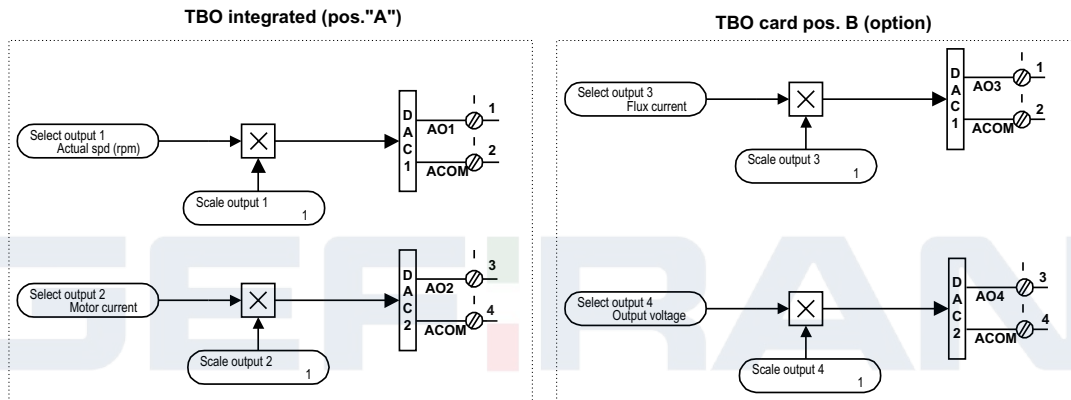 TBO integrated (pos."A")
Select output 1
Actual spd (rpm)
Scale output 1
1
D
A
C
1
AO1
1
ACOM
2
Select output 2
Motor current
Scale output 2
1
D
A
C
2
AO2
3
ACOM
4
TBO card pos. B (option)
Select output 3
Flux current
Scale output 3
1
D
A
C
1
AO3
1
ACOM
2
Select output 4
Output voltage
Scale output 4
1
D
A
C
2
AO4
3
ACOM
4
GEFRAN